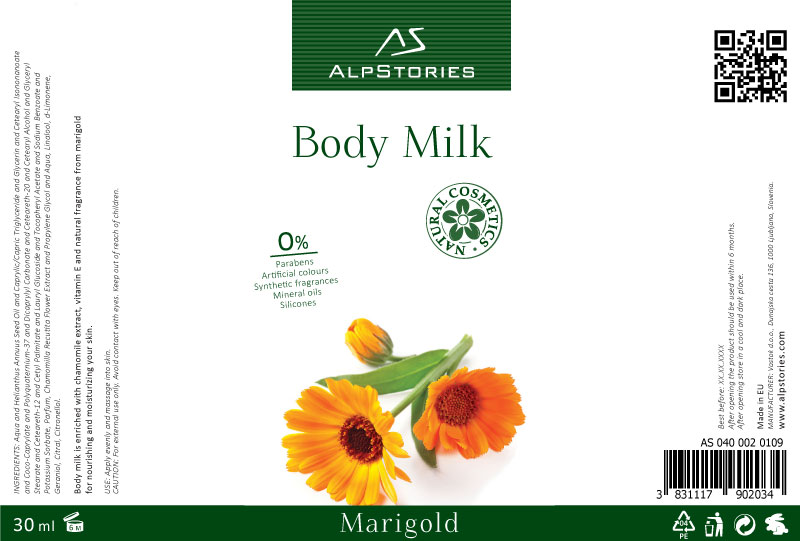 INGREDIENTS: Aqua and Helianthus Annuus Seed Oil and Caprylic/Capric Triglyceride and Glycerin and Cetearyl Isononanoate
and Coco-Caprylate and Polyquaternium-37 and Dicaprylyl Carbonate and Ceteareth-20 and Cetearyl Alcohol and Glyceryl
Stearate and Ceteareth-12 and Cetyl Palmitate and Lauryl Glucoside and Tocopheryl Acetate and Sodium Benzoate and
Potassium Sorbate, Parfum, Chamomilla Recutita Flower Extract and Propylene Glycol and Aqua, Linalool, d-Limonene,
Geraniol, Citral, Citronellol.
Body milk is enriched with chamomile extract, vitamin E and natural fragrance from marigold
for nourishing and moisturizing your skin.
USE: Apply evenly and massage into skin.
CAUTION: For external use only. Avoid contact with eyes. Keep out of reach of children.
30 ml
6 M
AS
ALPSTORIES
Body Milk
NATURAL COSMETICS
0%
Parabens
Artificial colours
Synthetic fragrances
Mineral oils
Silicones
Marigold
Best before: XX.XX.XXXX
After opening the product should be used within 6 months.
After opening store in a cool and dark place.
Made in EU
MANUFACTURER: Vostok d.o.o., Dunajska cesta 136, 1000 Ljubljana, Slovenia.
www.alpstories.com
AS 040 002 0109
3 831117 902034
04
PE